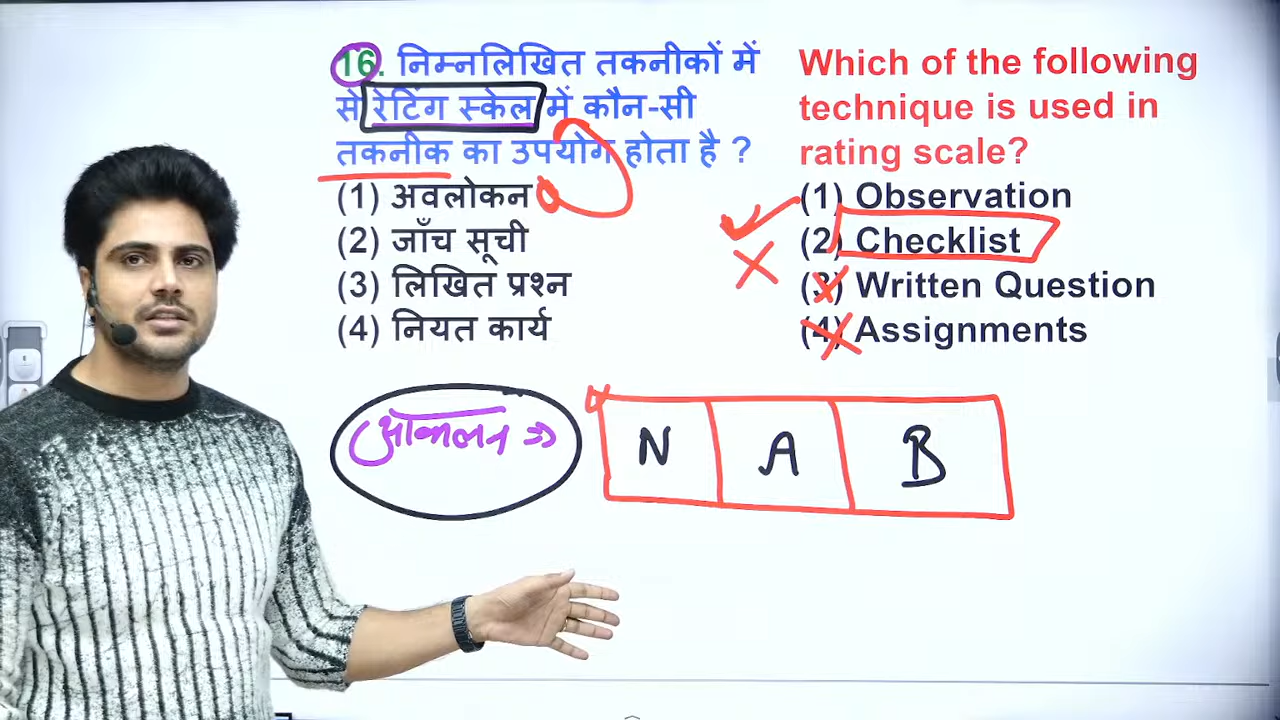 16. निम्नलिखित तकनीकों में
से रेटिंग स्केल में कौन-सी
तकनीक का उपयोग होता है ?
(1) अवलोकन
(2) जाँच सूची
(3) लिखित प्रश्न
(4) नियत कार्य
Which of the following
technique is used in
rating scale?
(1) Observation
(2) Checklist
(3) Written Question
(4) Assignments
आकलन ⇒
N A B